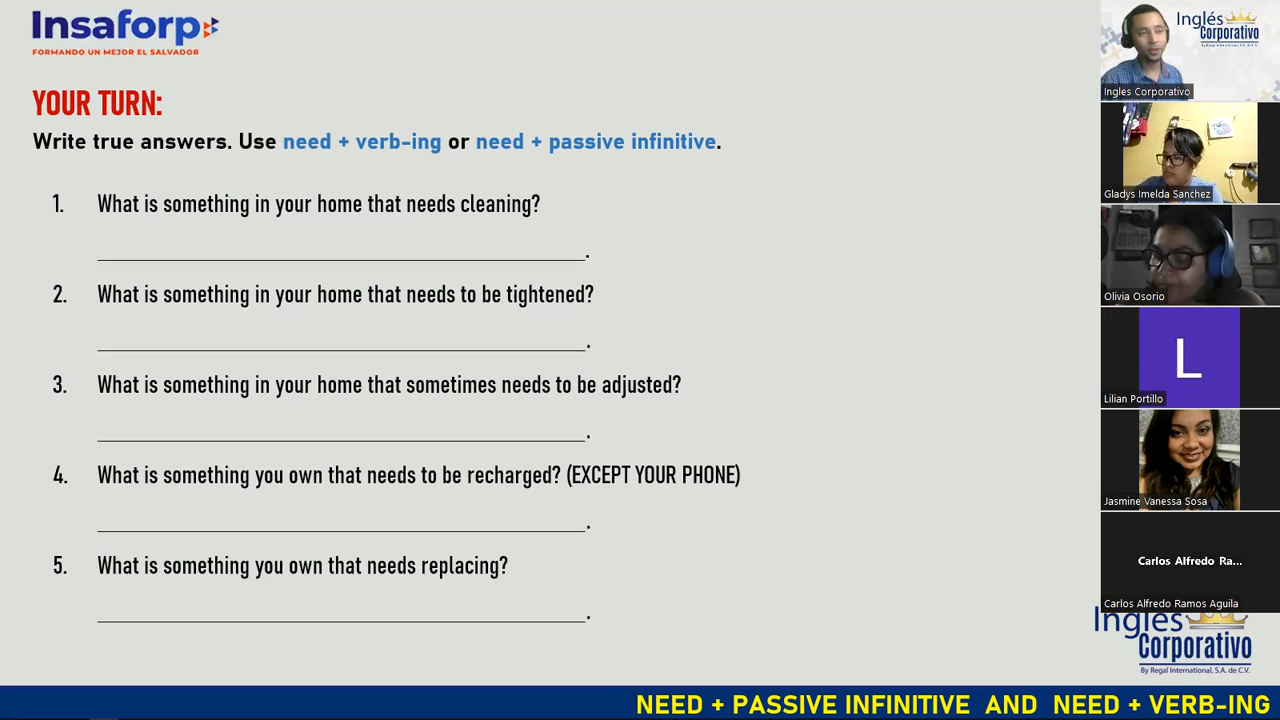 Insaforp
FORMANDO UN MEJOR EL SALVADOR
YOUR TURN:
Write true answers. Use need + verb-ing or need + passive infinitive.
1. What is something in your home that needs cleaning?
.
2. What is something in your home that needs to be tightened?
.
3. What is something in your home that sometimes needs to be adjusted?
.
4. What is something you own that needs to be recharged? (EXCEPT YOUR PHONE)
.
5. What is something you own that needs replacing?
.
Inglés
Corporativo
By Regal International, S.A. de C.V.
Ingles Corporativo
Gladys Imelda Sanchez
Olivia Osorio
L
Lilian Portillo
Jasmine Vanessa Sosa
Carlos Alfredo Ra...
Carlos Alfredo Ramos Aguila
Inglés
Corporativo
By Regal International, S.A. de C.V.
NEED + PASSIVE INFINITIVE AND NEED + VERB-ING